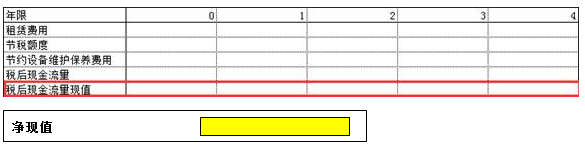 年限 0 1 2 3 4
租赁费用
节税额度
节约设备维护保养费用
税后现金流量
税后现金流量现值
净现值